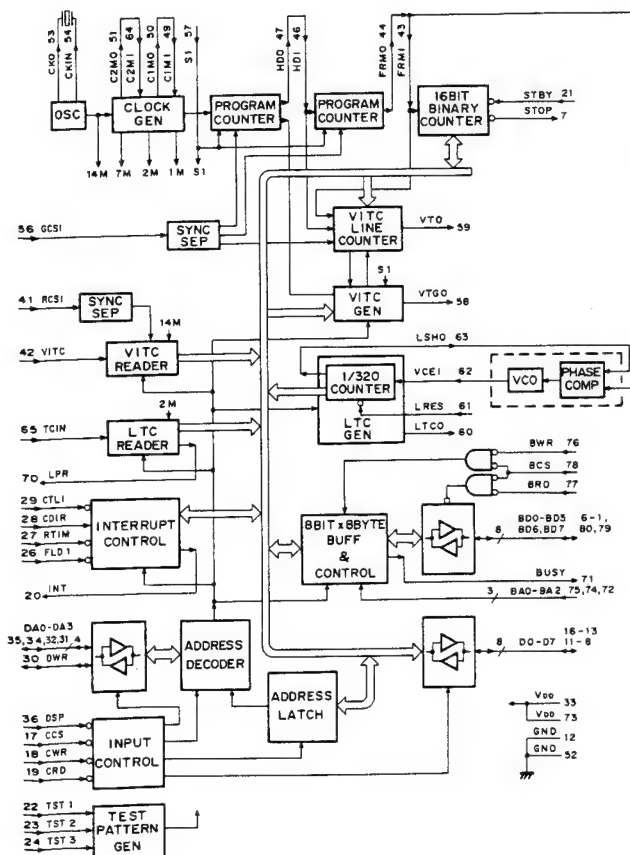 CKO 53
CKIN 54
C2MO 51
C2MI 64
C1MO 50
C1MI 49
S1 57
HDO 47
HDI 46
FRMO 44
FRMI 43
OSC
CLOCK GEN
PROGRAM COUNTER
PROGRAM COUNTER
16BIT BINARY COUNTER
STBY 21
STOP 7
14M
7M
2M
1M
S1
56 GCSI
SYNC SEP
VITC LINE COUNTER
VTO 59
S1
41 RCSI
SYNC SEP
14M
VITC GEN
VTGO 58
42 VITC
VITC READER
LSHO 63
1/320 COUNTER
VCEI 62
VCO
PHASE COMP
2M
LRES 61
LTC GEN
LTCO 60
65 TCIN
LTC READER
70 LPR
BWR 76
BCS 78
BRD 77
29 CTLI
28 CDIR
27 RTIM
26 FLD1
INTERRUPT CONTROL
20 INT
8BIT x 8BYTE BUFF & CONTROL
8
BD0-BD5 6-1,
BD6,BD7 80,79
BUSY 71
3 BA0-BA2 75,74,72
DA0-DA3
35,34,32,31 4
30 DWR
ADDRESS DECODER
8 D0-D7
16-13
11-8
ADDRESS LATCH
36 DSP
17 CCS
18 CWR
19 CRD
INPUT CONTROL
VDD 33
VDD 73
GND 12
GND 52
22 TST 1
23 TST 2
24 TST 3
TEST PATTERN GEN